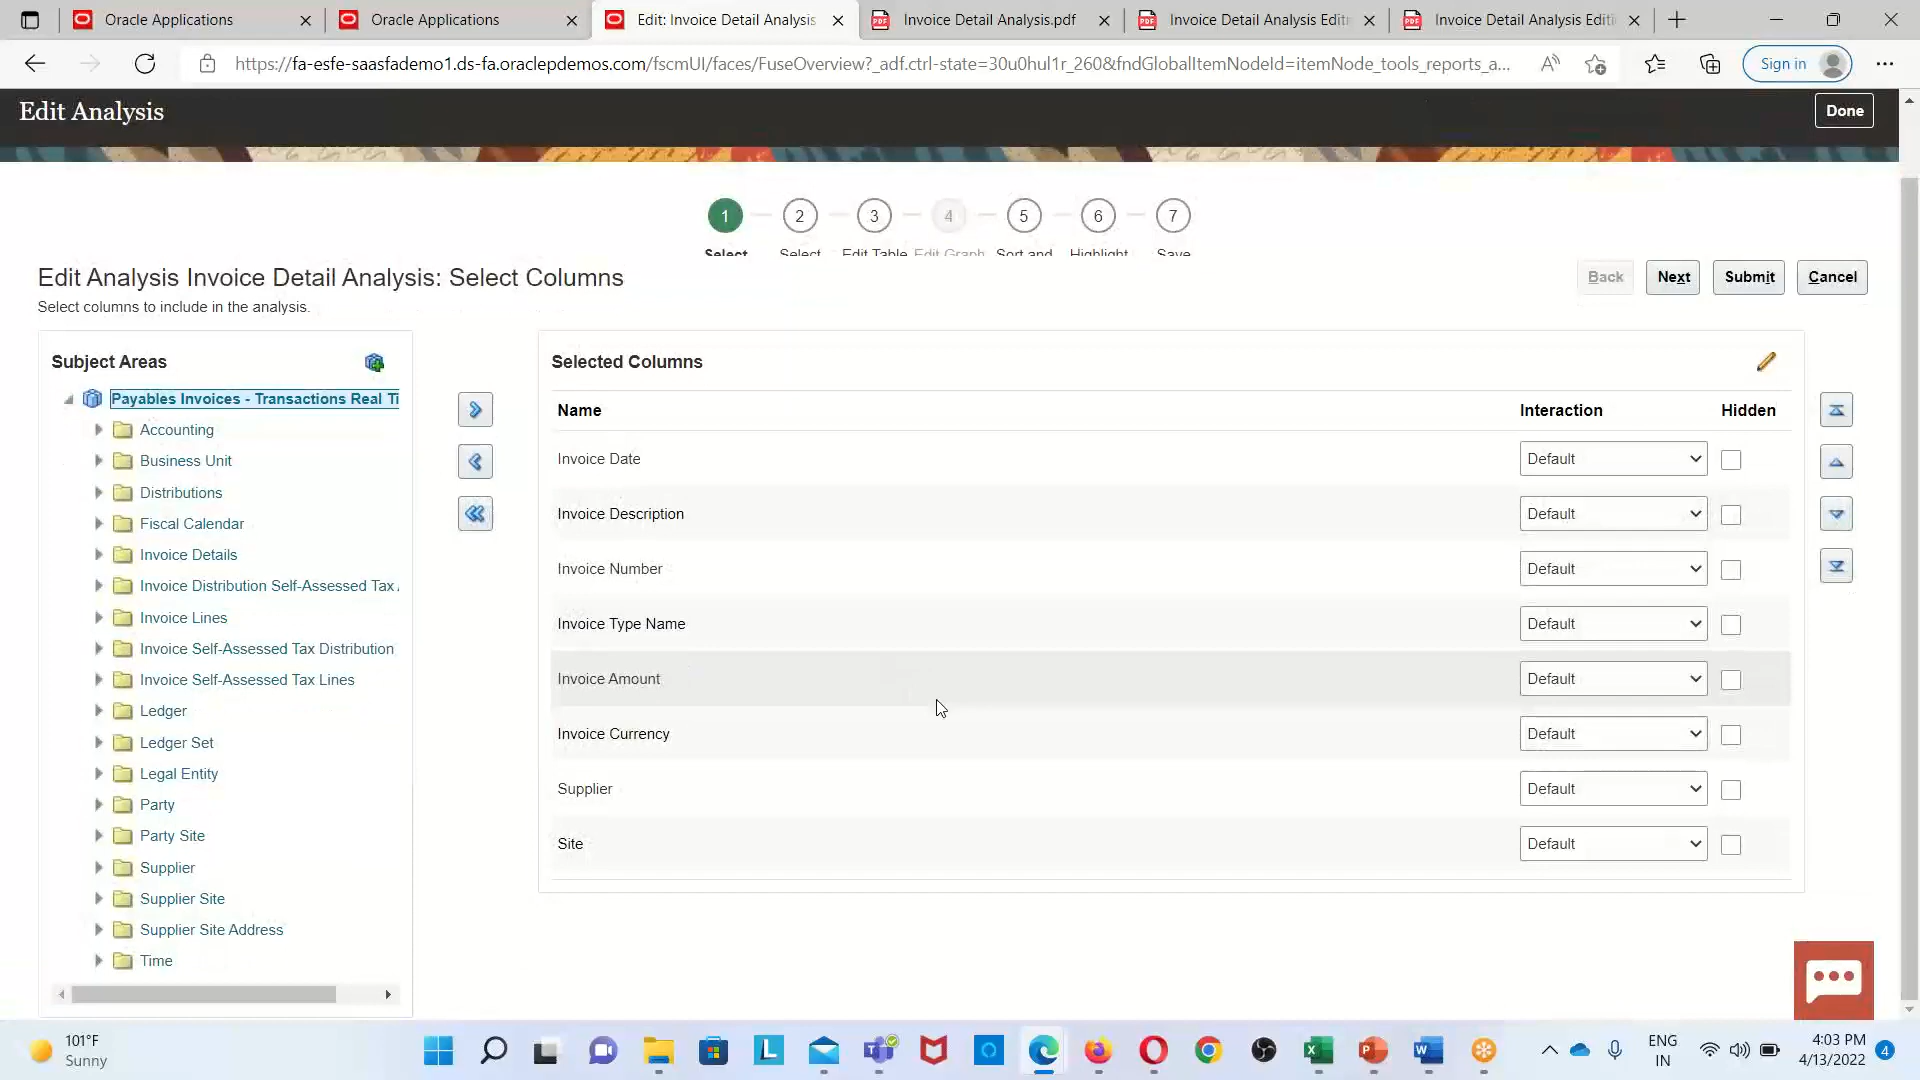 Oracle Applications
Oracle Applications
Edit: Invoice Detail Analysis
Invoice Detail Analysis.pdf
Invoice Detail Analysis Edit
Invoice Detail Analysis Edit
https://fa-esfe-saasfademo1.ds-fa.oraclepdemos.com/fscmUI/faces/FuseOverview?_adf.ctrl-state=30u0hul1r_260&fndGlobalItemNodeId=itemNode_tools_reports_a...
Sign in
Edit Analysis
Done
1 2 3 4 5 6 7
Select Select Edit Table Edit Graph Sort and Highlight Save
Edit Analysis Invoice Detail Analysis: Select Columns
Back Next Submit Cancel
Select columns to include in the analysis.
Subject Areas
Payables Invoices - Transactions Real Ti
Accounting
Business Unit
Distributions
Fiscal Calendar
Invoice Details
Invoice Distribution Self-Assessed Tax
Invoice Lines
Invoice Self-Assessed Tax Distribution
Invoice Self-Assessed Tax Lines
Ledger
Ledger Set
Legal Entity
Party
Party Site
Supplier
Supplier Site
Supplier Site Address
Time
Selected Columns
Name Interaction Hidden
Invoice Date Default
Invoice Description Default
Invoice Number Default
Invoice Type Name Default
Invoice Amount Default
Invoice Currency Default
Supplier Default
Site Default
101°F
Sunny
ENG
IN
4:03 PM
4/13/2022
4